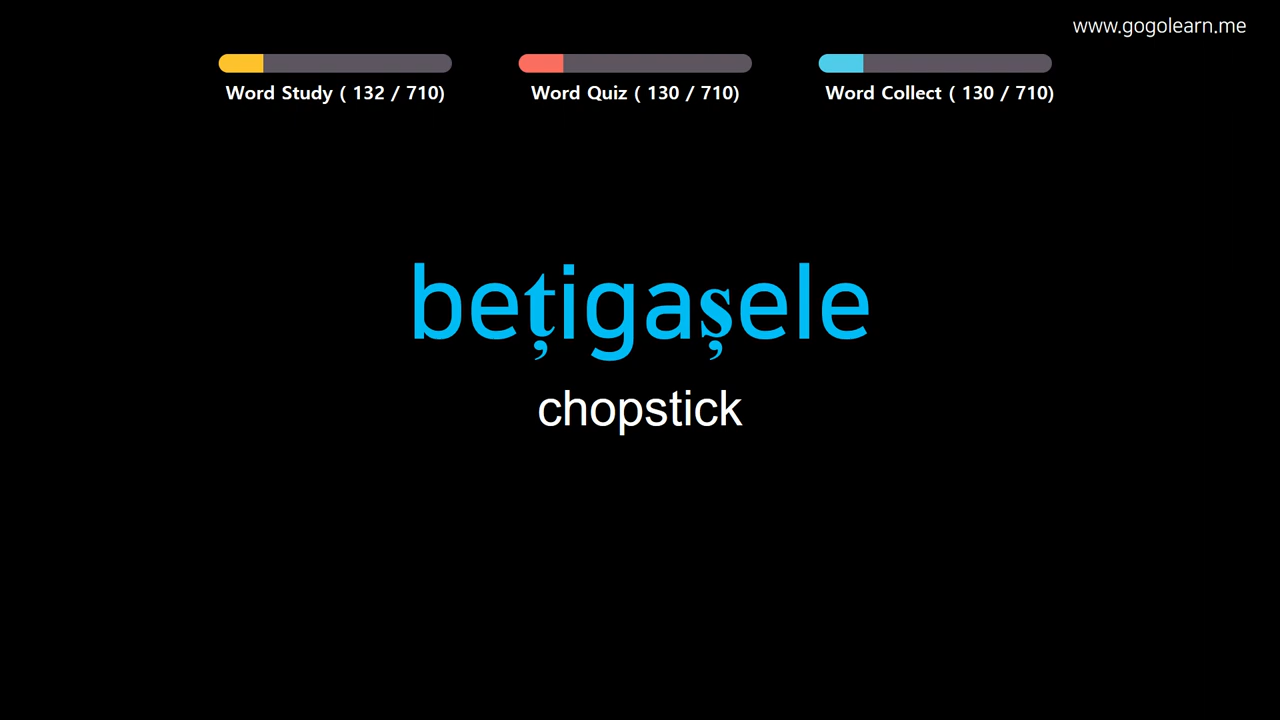 www.gogolearn.me
Word Study ( 132 / 710)
Word Quiz ( 130 / 710)
Word Collect ( 130 / 710)
bețigașele
chopstick